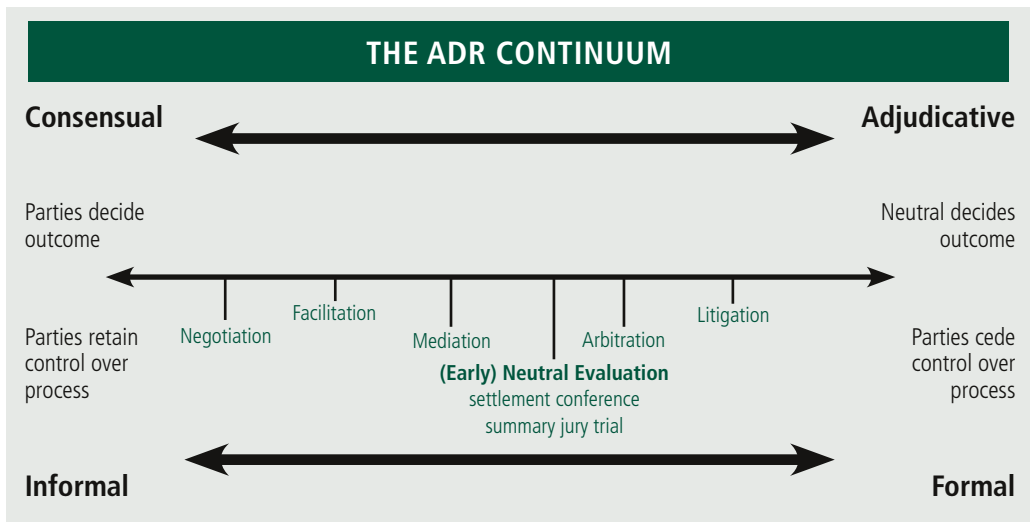 THE ADR CONTINUUM
Consensual
Adjudicative
Parties decide
outcome
Neutral decides
outcome
Negotiation
Facilitation
Mediation
(Early) Neutral Evaluation
settlement conference
summary jury trial
Arbitration
Litigation
Parties retain
control over
process
Parties cede
control over
process
Informal
Formal